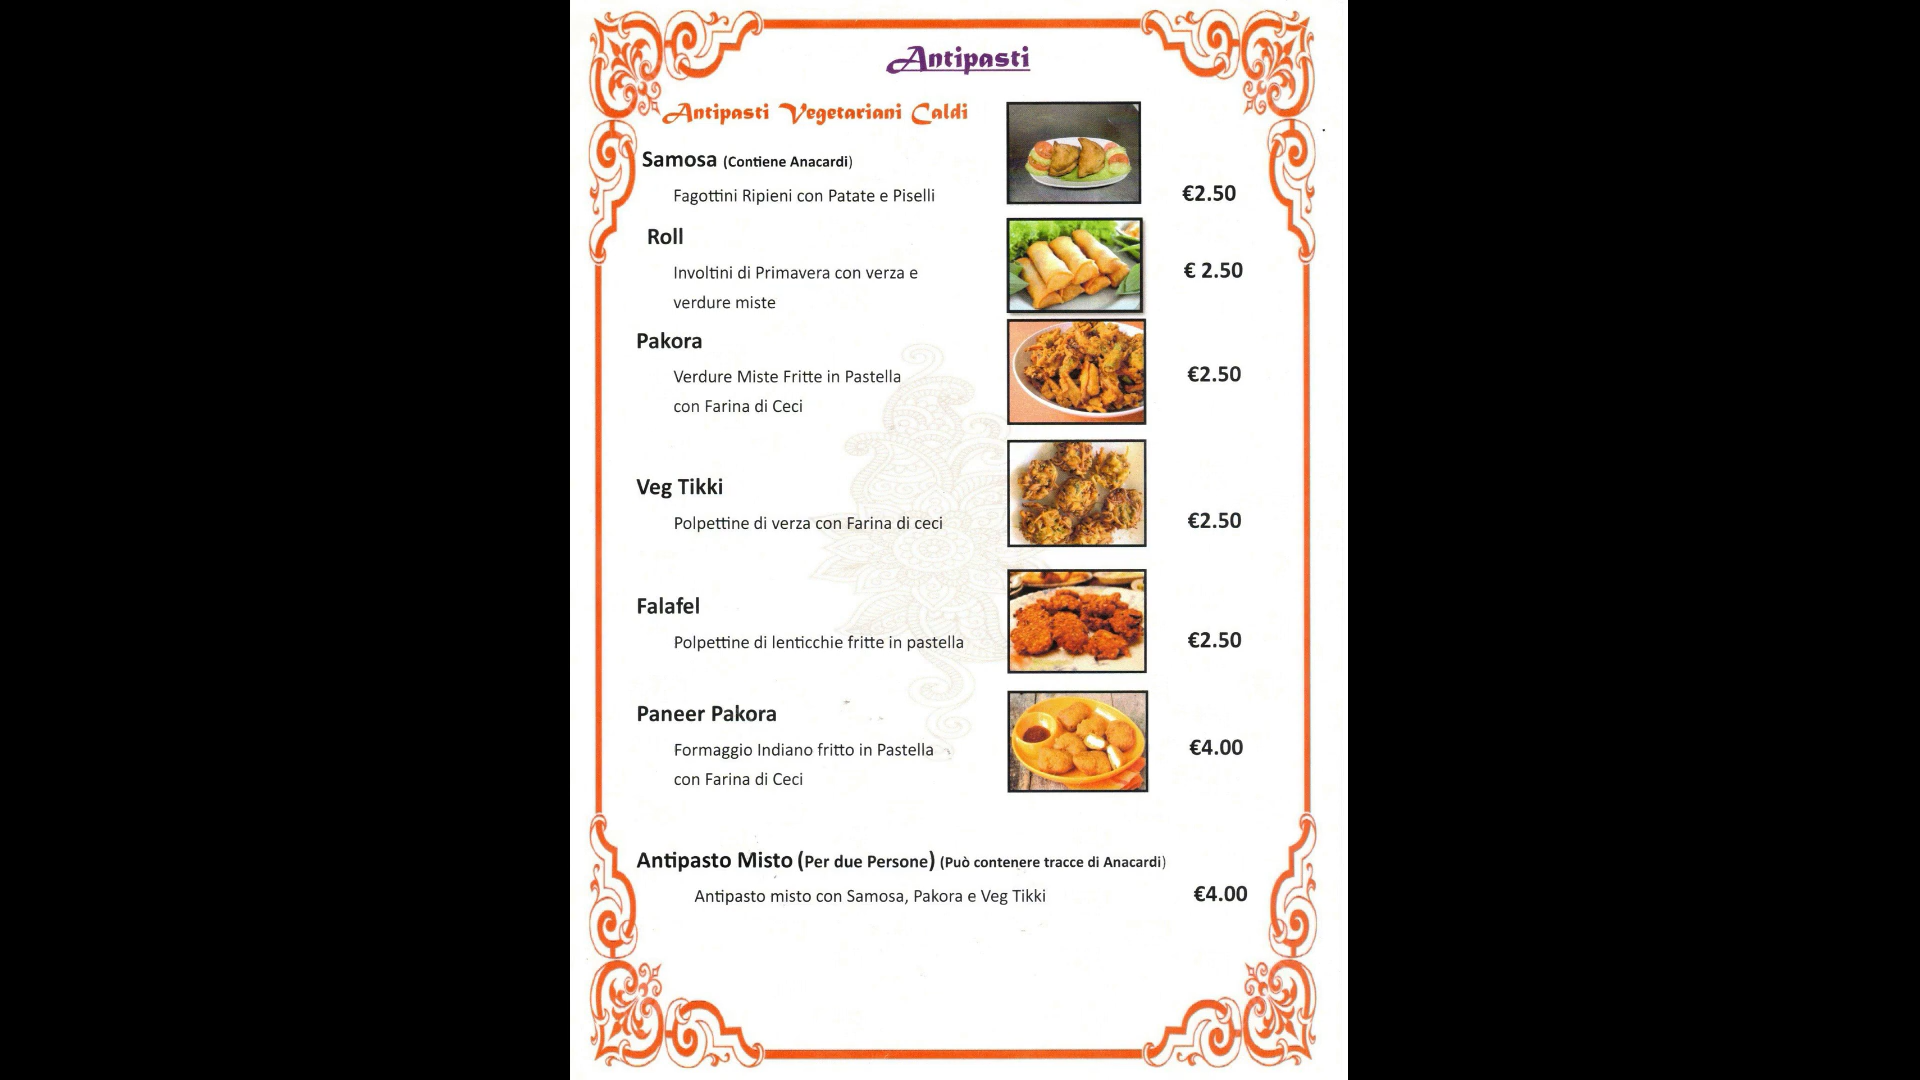 Antipasti
Antipasti Vegetariani Caldi
Samosa (Contiene Anacardi)
Fagottini Ripieni con Patate e Piselli €2.50
Roll
Involtini di Primavera con verza e € 2.50
verdure miste
Pakora
Verdure Miste Fritte in Pastella €2.50
con Farina di Ceci
Veg Tikki
Polpettine di verza con Farina di ceci €2.50
Falafel
Polpettine di lenticchie fritte in pastella €2.50
Paneer Pakora
Formaggio Indiano fritto in Pastella €4.00
con Farina di Ceci
Antipasto Misto (Per due Persone) (Può contenere tracce di Anacardi)
Antipasto misto con Samosa, Pakora e Veg Tikki €4.00